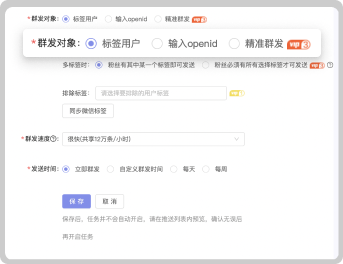 *群发对象: 标签用户 输入openid 精准群发 vip 3
*群发对象: 标签用户 输入openid 精准群发 vip 3
多标签时: 粉丝有其中某一个标签即可发送 粉丝必须有所有选择标签才可发送 vip 3
排除标签: 请选择要排除的用户标签
同步微信标签
*群发速度: 很快(共享12万条/小时)
*发送时间: 立即群发 自定义群发时间 每天 每周
保存 取消
保存后、任务并不会自动开启、请在推送列表内预览、确认无误后
再开启任务